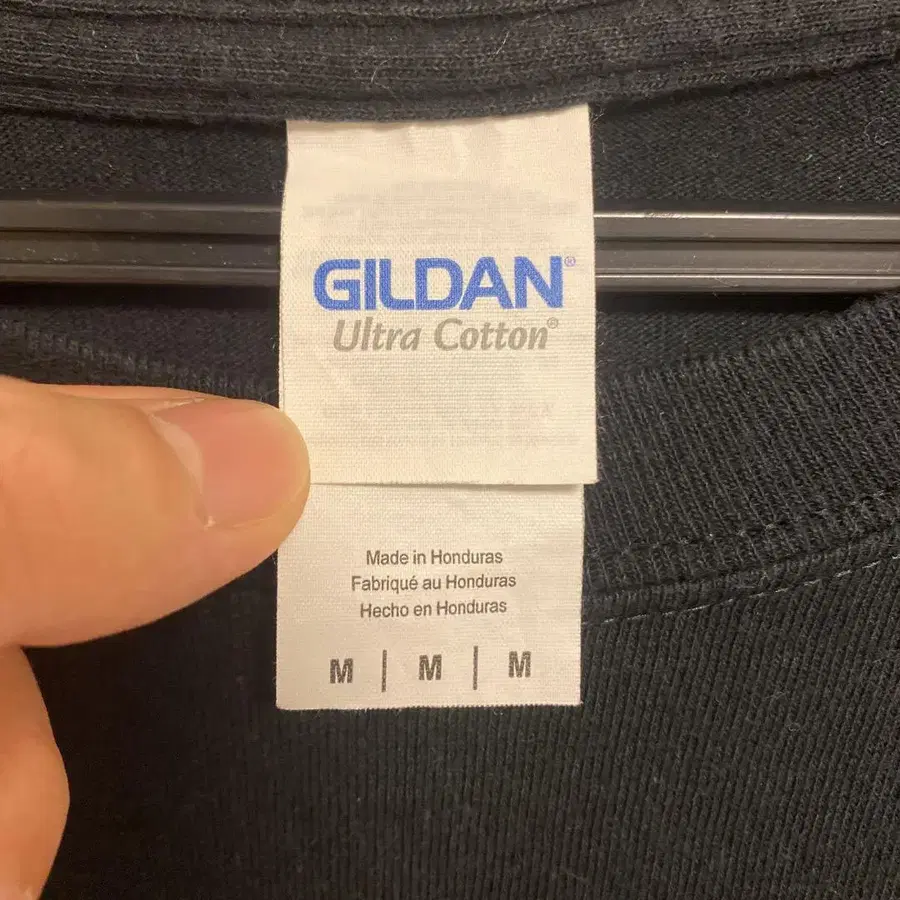 GILDAN®
Ultra Cotton®
Made in Honduras
Fabriqué au Honduras
Hecho en Honduras
M | M | M